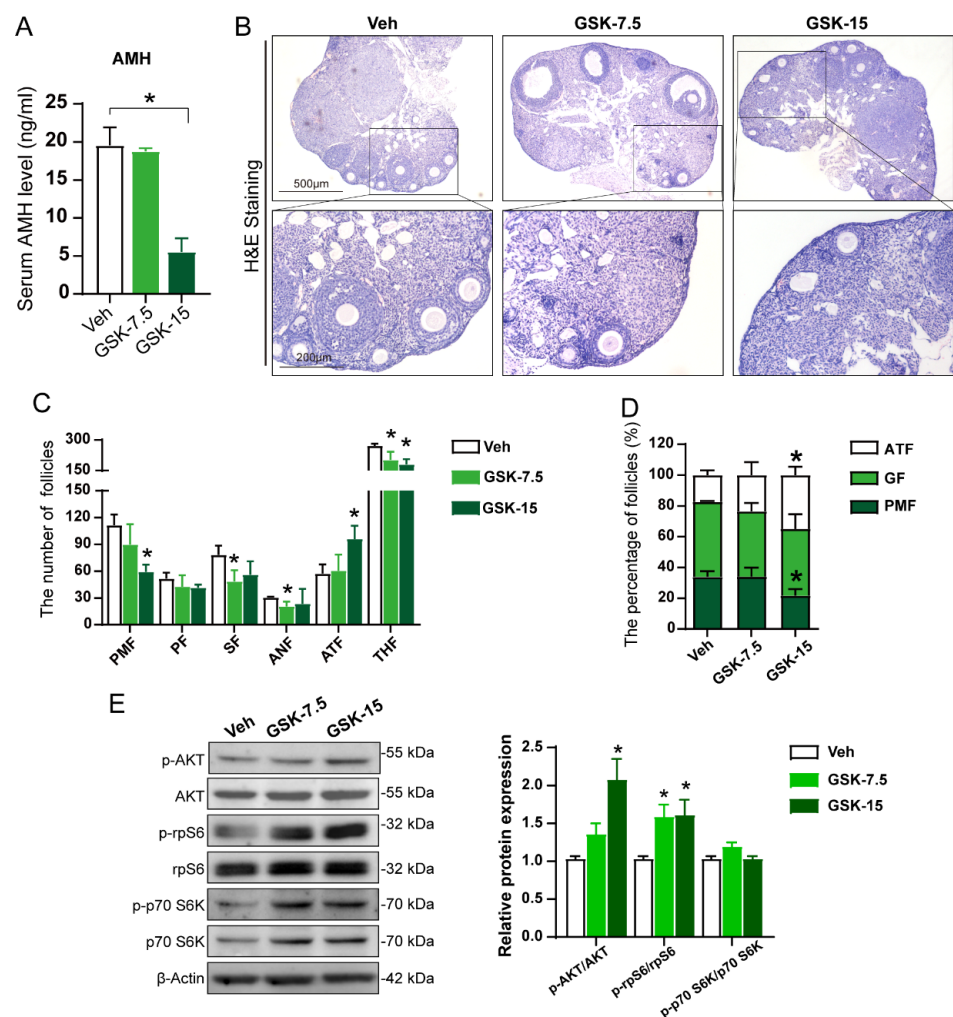 A
AMH
*
Serum AMH level (ng/ml)
25
20
15
10
5
0
Veh
GSK-7.5
GSK-15
B
Veh
GSK-7.5
GSK-15
H&E Staining
500μm
200μm
C
The number of follicles
300
150
120
90
60
30
0
* * * * * * *
Veh
GSK-7.5
GSK-15
PMF
PF
SF
ANF
ATF
THF
D
The percentage of follicles (%)
120
100
80
60
40
20
0
*
*
ATF
GF
PMF
Veh
GSK-7.5
GSK-15
E
Veh
GSK-7.5
GSK-15
p-AKT
-55 kDa
AKT
-55 kDa
p-rpS6
-32 kDa
rpS6
-32 kDa
p-p70 S6K
-70 kDa
p70 S6K
-70 kDa
β-Actin
-42 kDa
Relative protein expression
2.5
2.0
1.5
1.0
0.5
0.0
* * *
Veh
GSK-7.5
GSK-15
p-AKT/AKT
p-rpS6/rpS6
p-p70 S6K/p70 S6K